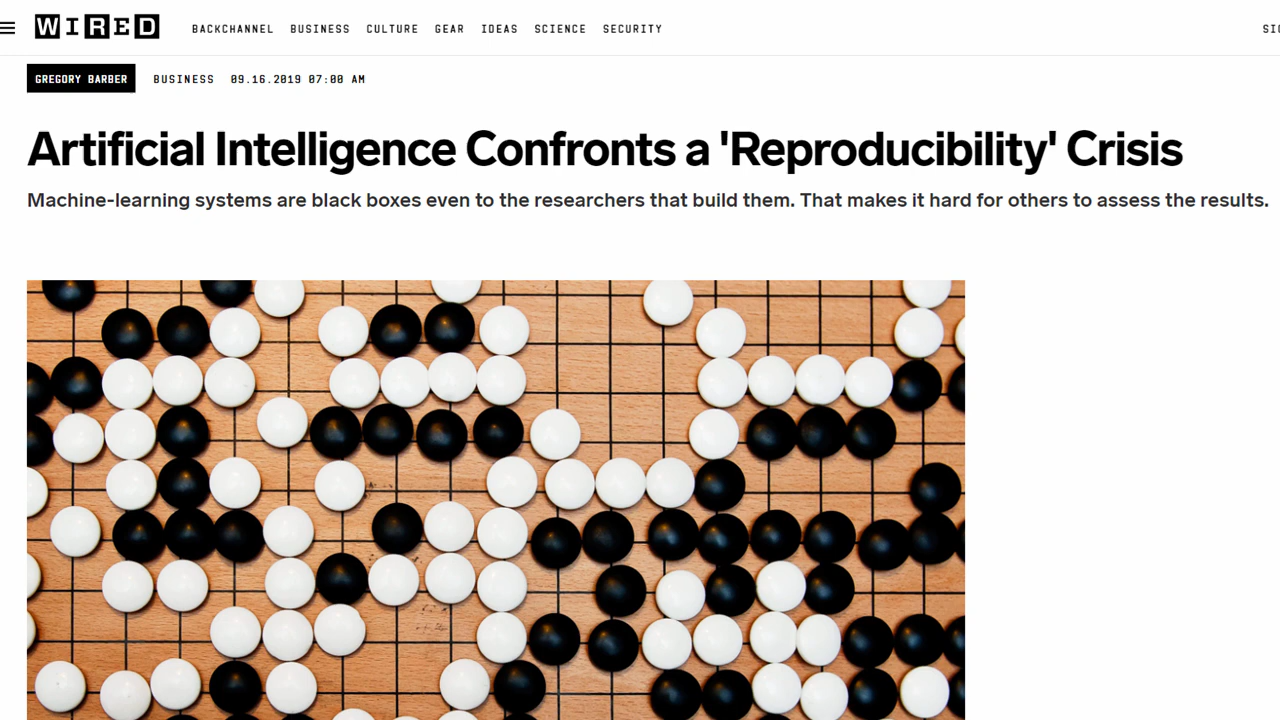 WIRED BACKCHANNEL BUSINESS CULTURE GEAR IDEAS SCIENCE SECURITY
GREGORY BARBER BUSINESS 09.16.2019 07:00 AM
Artificial Intelligence Confronts a 'Reproducibility' Crisis
Machine-learning systems are black boxes even to the researchers that build them. That makes it hard for others to assess the results.